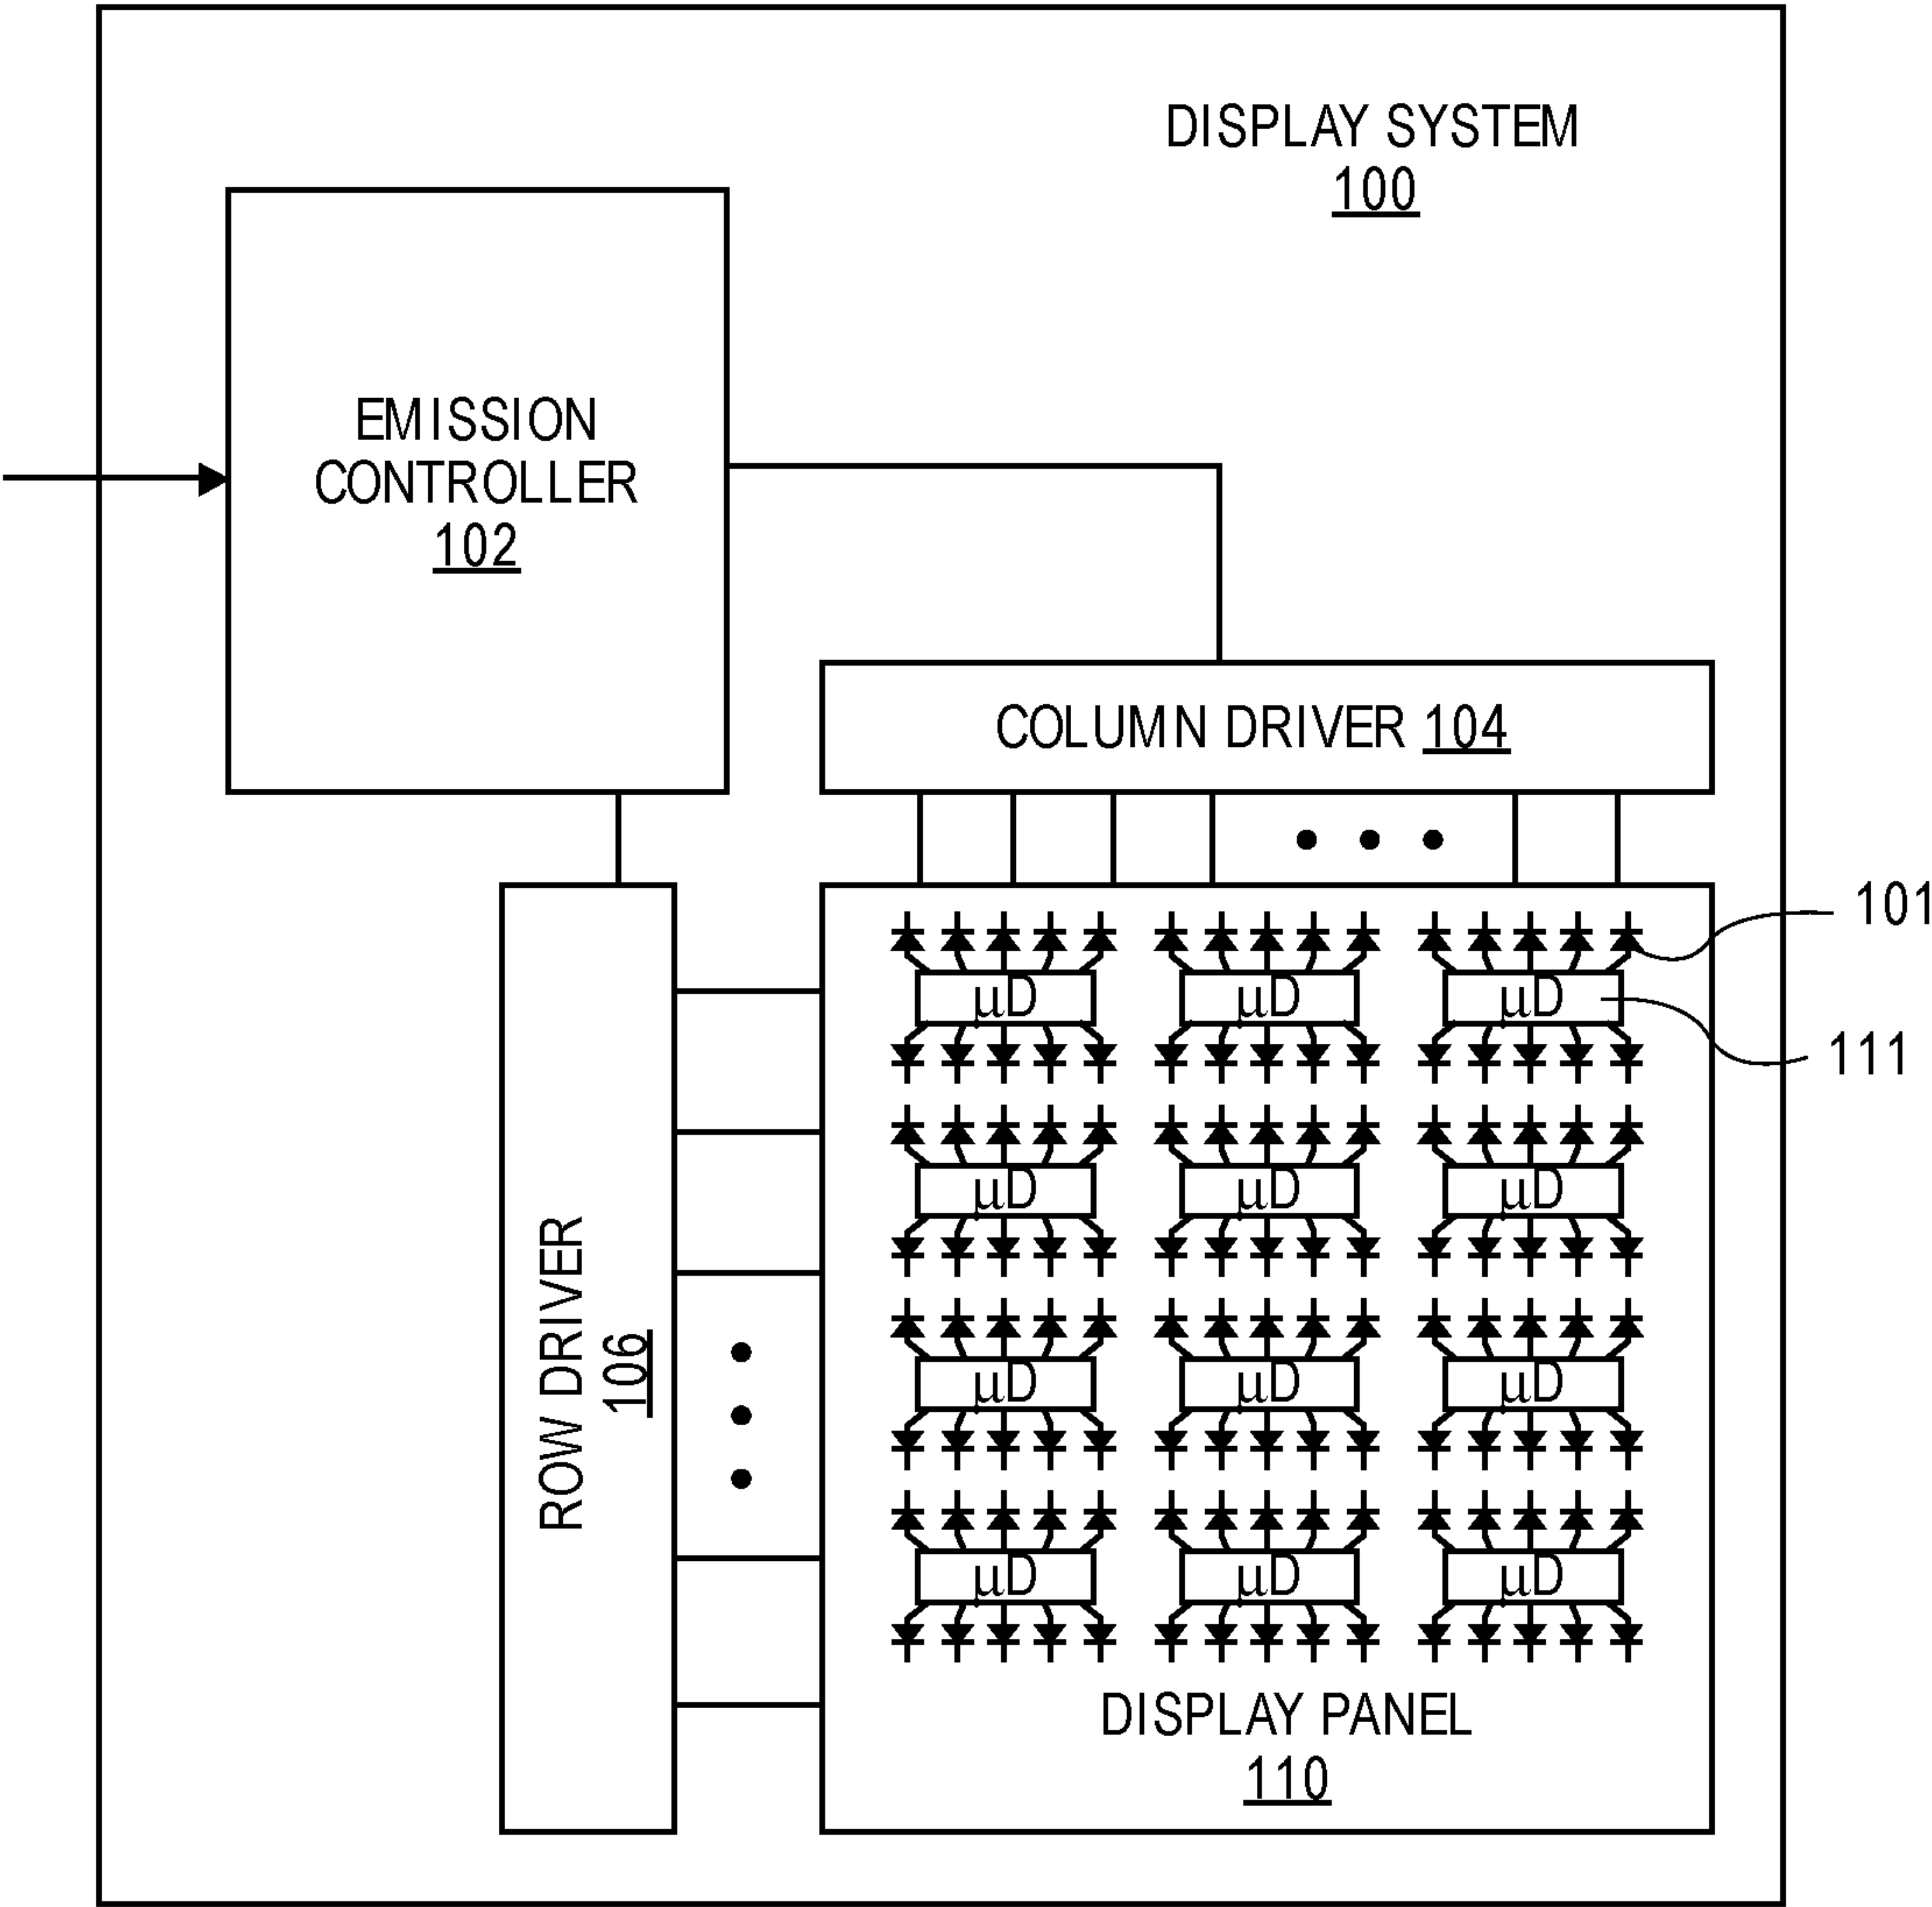 DISPLAY SYSTEM
100
EMISSION
CONTROLLER
102
COLUMN DRIVER 104
101
μD μD μD
111
μD μD μD
ROW DRIVER
106
μD μD μD
μD μD μD
DISPLAY PANEL
110